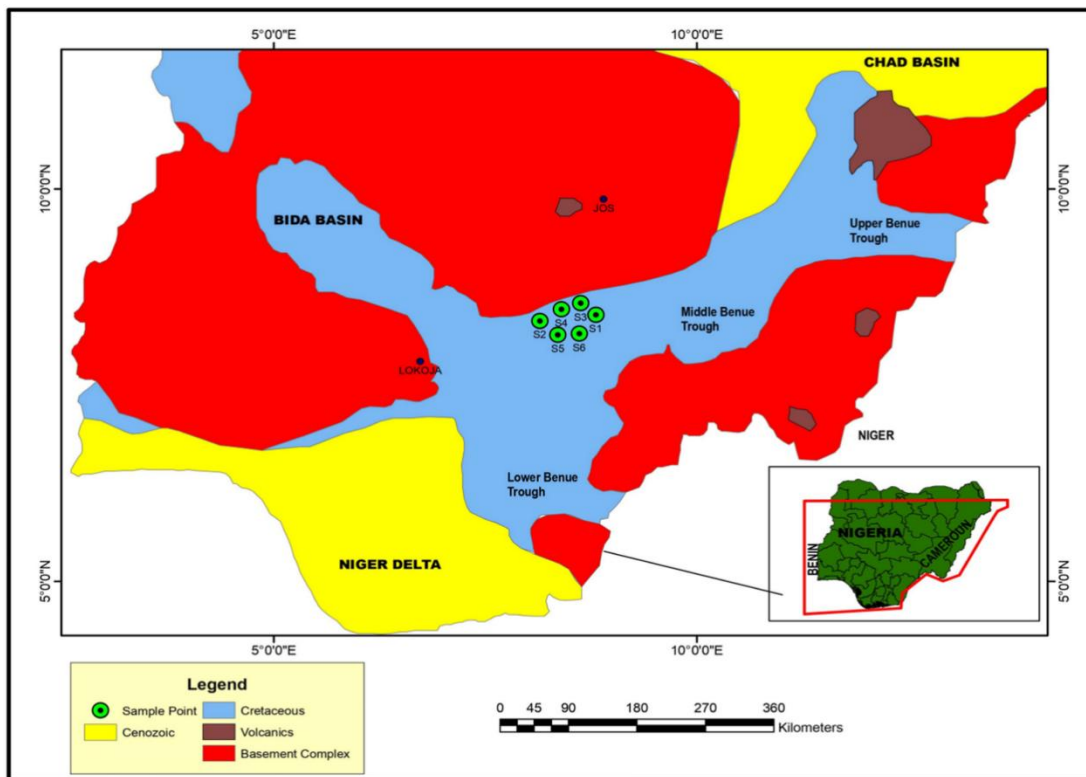 5°0'0"E
10°0'0"E
CHAD BASIN
10°0'0"N
10°0'0"N
JOS
BIDA BASIN
Upper Benue
Trough
Middle Benue
Trough
S3
S4
S1
S2
S5
S6
LOKOJA
NIGER
Lower Benue
Trough
NIGERIA
BENIN
CAMEROUN
NIGER DELTA
5°0'0"N
5°0'0"N
5°0'0"E
10°0'0"E
Legend
Sample Point
Cretaceous
Cenozoic
Volcanics
Basement Complex
0 45 90 180 270 360
Kilometers